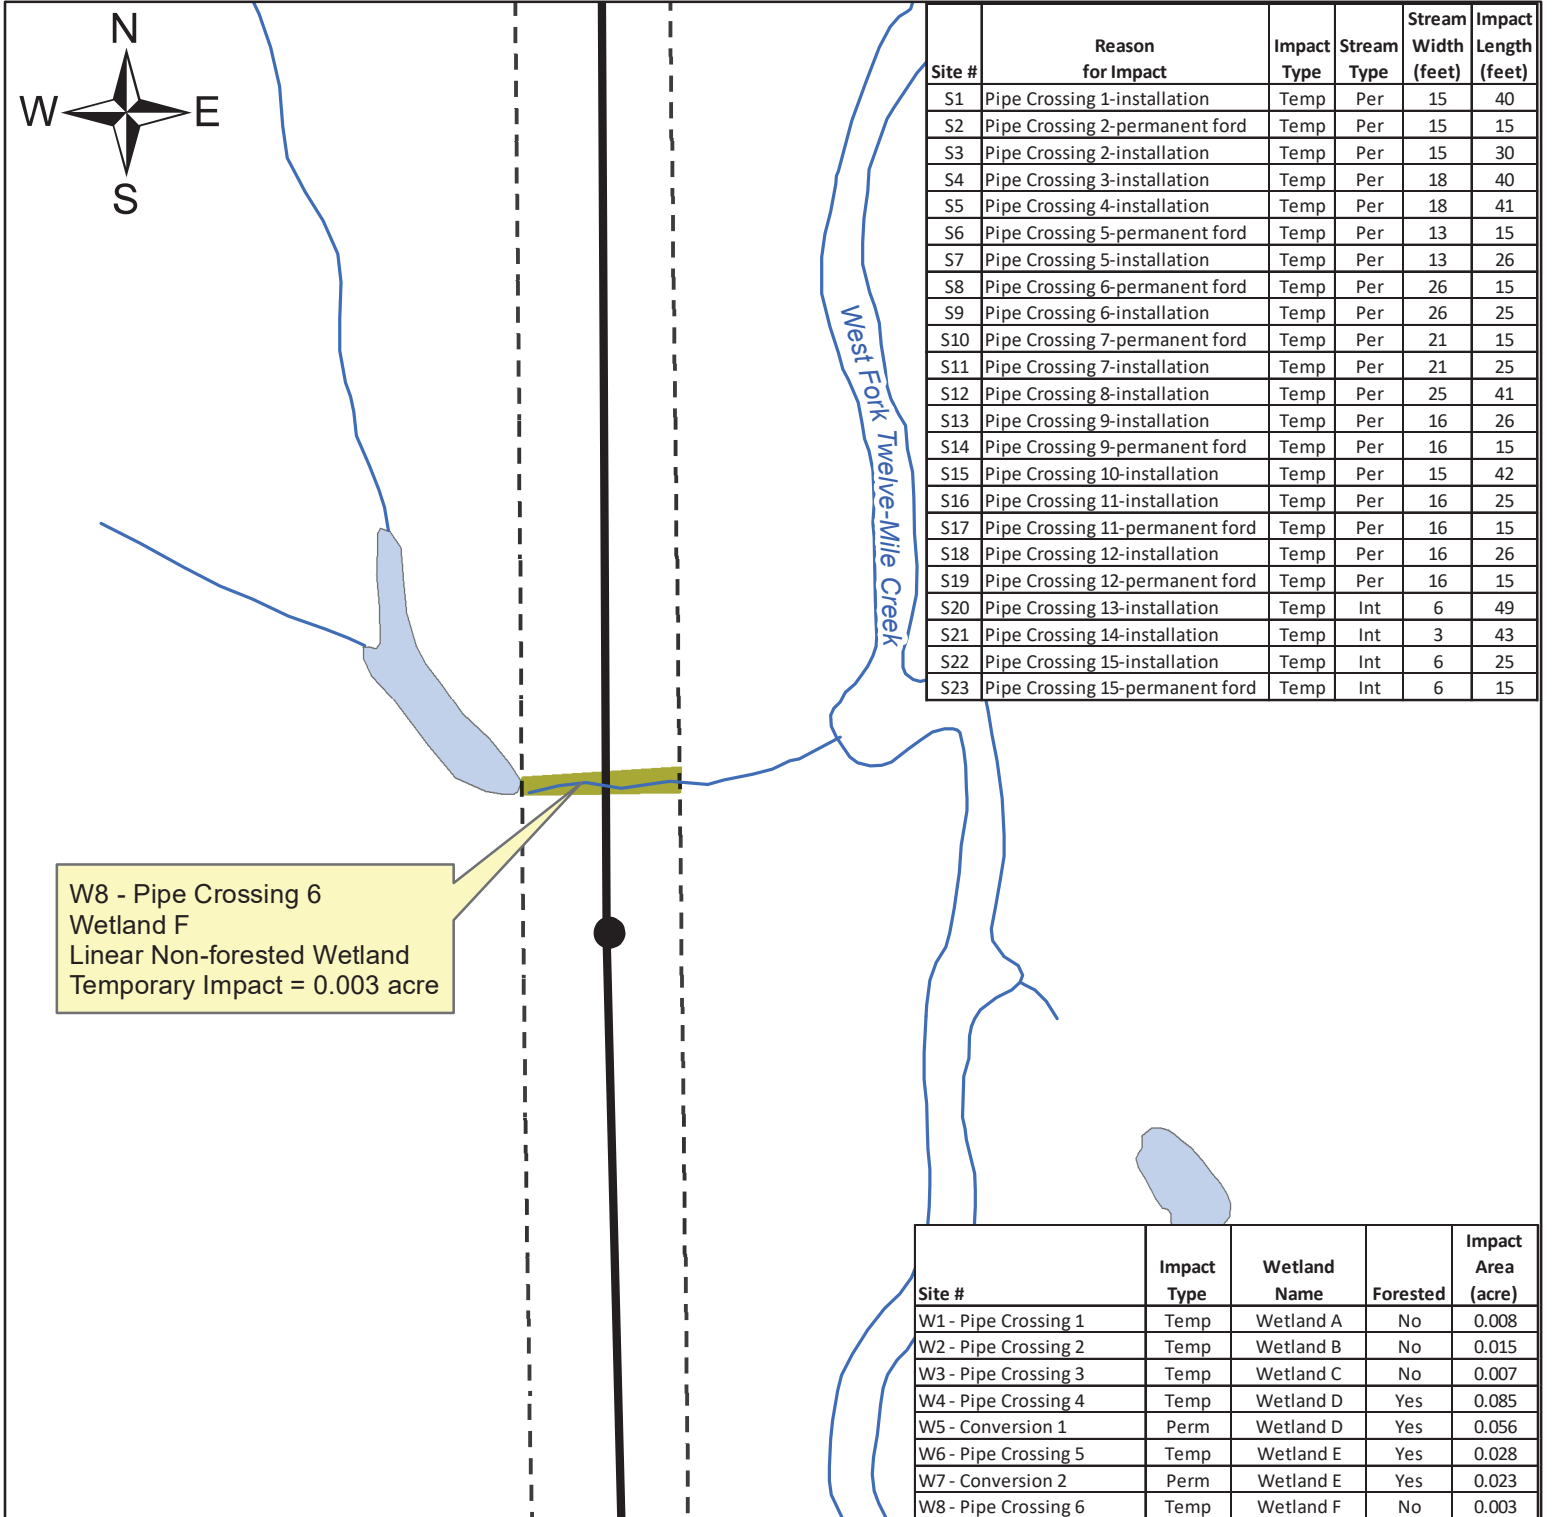 N
W E
S
Site # Reason for Impact Impact Type Stream Type Stream Width (feet) Impact Length (feet)
S1 Pipe Crossing 1-installation Temp Per 15 40
S2 Pipe Crossing 2-permanent ford Temp Per 15 15
S3 Pipe Crossing 2-installation Temp Per 15 30
S4 Pipe Crossing 3-installation Temp Per 18 40
S5 Pipe Crossing 4-installation Temp Per 18 41
S6 Pipe Crossing 5-permanent ford Temp Per 13 15
S7 Pipe Crossing 5-installation Temp Per 13 26
S8 Pipe Crossing 6-permanent ford Temp Per 26 15
S9 Pipe Crossing 6-installation Temp Per 26 25
S10 Pipe Crossing 7-permanent ford Temp Per 21 15
S11 Pipe Crossing 7-installation Temp Per 21 25
S12 Pipe Crossing 8-installation Temp Per 25 41
S13 Pipe Crossing 9-installation Temp Per 16 26
S14 Pipe Crossing 9-permanent ford Temp Per 16 15
S15 Pipe Crossing 10-installation Temp Per 15 42
S16 Pipe Crossing 11-installation Temp Per 16 25
S17 Pipe Crossing 11-permanent ford Temp Per 16 15
S18 Pipe Crossing 12-installation Temp Per 16 26
S19 Pipe Crossing 12-permanent ford Temp Per 16 15
S20 Pipe Crossing 13-installation Temp Int 6 49
S21 Pipe Crossing 14-installation Temp Int 3 43
S22 Pipe Crossing 15-installation Temp Int 6 25
S23 Pipe Crossing 15-permanent ford Temp Int 6 15
West Fork Twelve-Mile Creek
W8 - Pipe Crossing 6
Wetland F
Linear Non-forested Wetland
Temporary Impact = 0.003 acre
Site # Impact Type Wetland Name Forested Impact Area (acre)
W1 - Pipe Crossing 1 Temp Wetland A No 0.008
W2 - Pipe Crossing 2 Temp Wetland B No 0.015
W3 - Pipe Crossing 3 Temp Wetland C No 0.007
W4 - Pipe Crossing 4 Temp Wetland D Yes 0.085
W5 - Conversion 1 Perm Wetland D Yes 0.056
W6 - Pipe Crossing 5 Temp Wetland E Yes 0.028
W7 - Conversion 2 Perm Wetland E Yes 0.023
W8 - Pipe Crossing 6 Temp Wetland F No 0.003